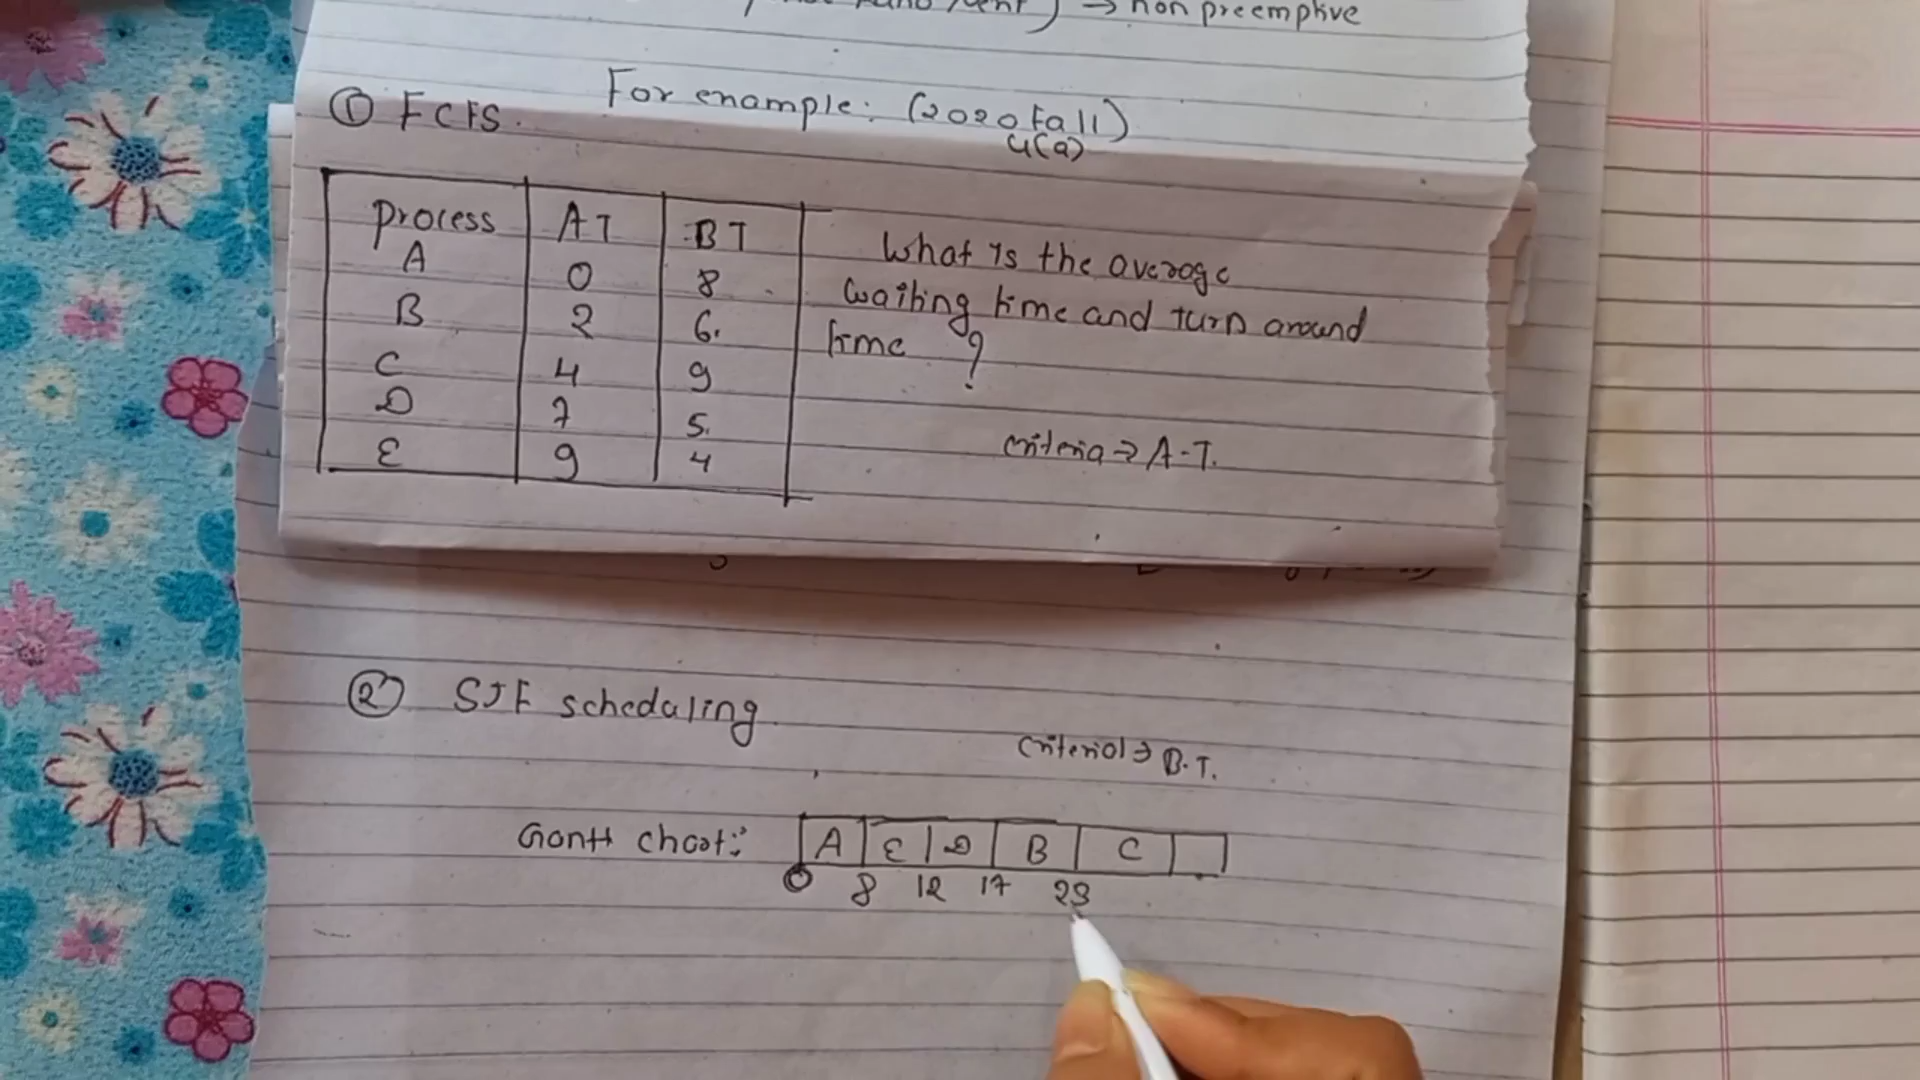 → non preemptive
For enample: (2020 Fall)
① FCFS.
4(a)
Process AT BT
A 0 8
B 2 6.
C 4 9
D 7 5.
E 9 4
What is the average
waiting time and turn around
time ?
criteria → A.T.
② SJF schedaling
criterial → B.T.
Gantt chart:
A E D B C
0 8 12 17 23